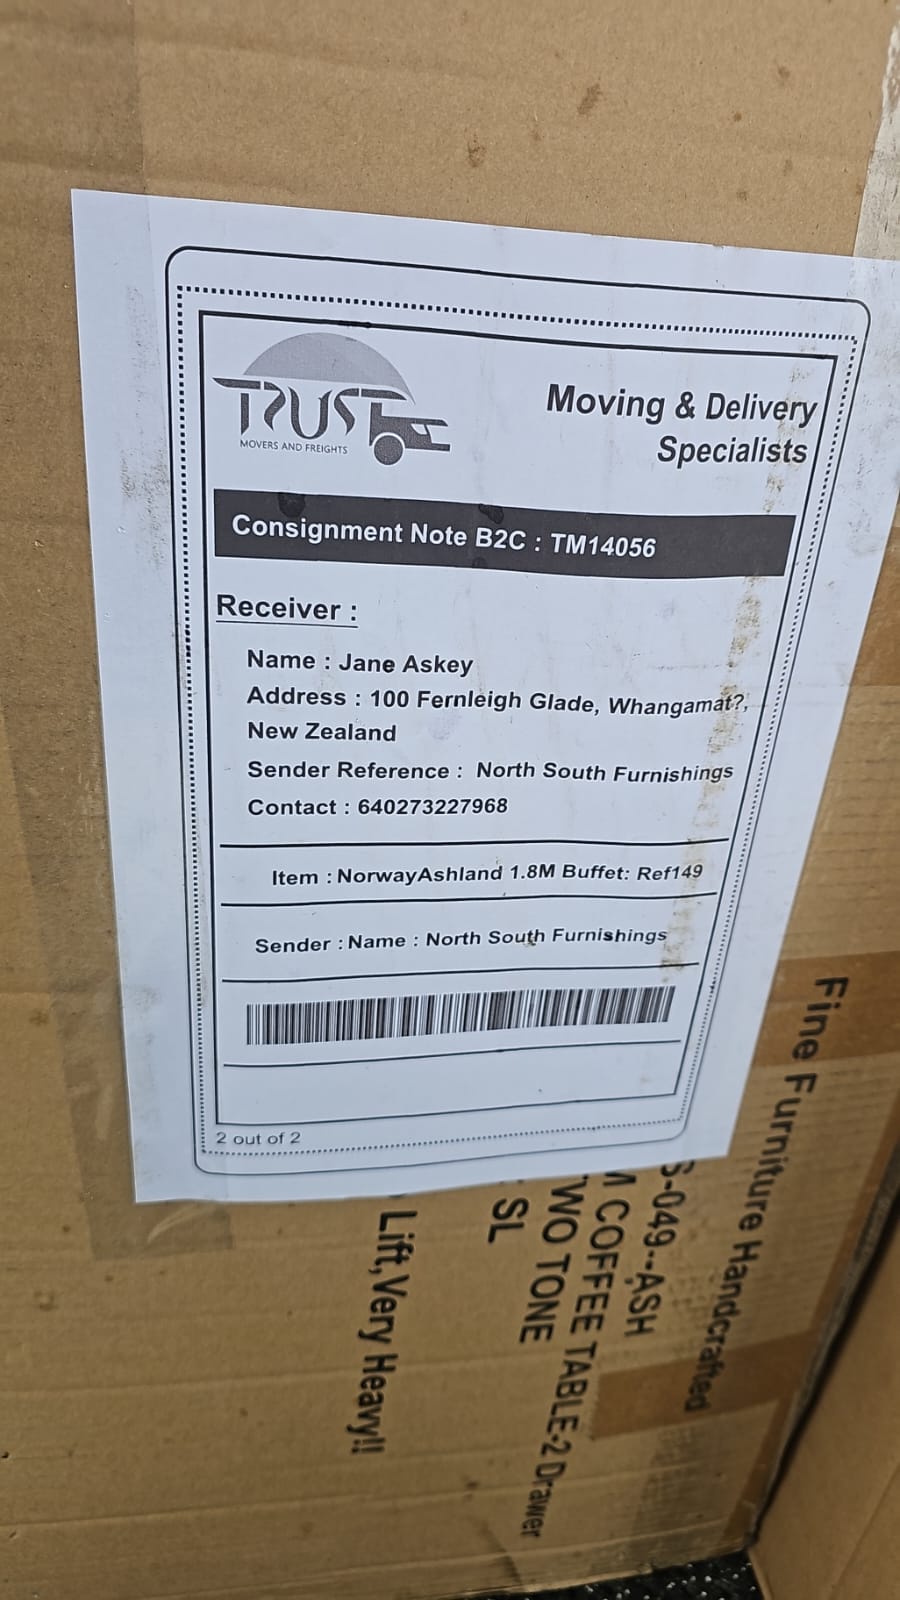 TRUST
MOVERS AND FREIGHTS
Moving & Delivery
Specialists
Consignment Note B2C : TM14056
Receiver :
Name : Jane Askey
Address : 100 Fernleigh Glade, Whangamat?,
New Zealand
Sender Reference : North South Furnishings
Contact : 640273227968
Item : NorwayAshland 1.8M Buffet: Ref149
Sender : Name : North South Furnishings
2 out of 2
Fine Furniture Handcrafted
S-049--ASH
M COFFEE TABLE-2 Drawer
TWO TONE
SL
Lift,Very Heavy!!